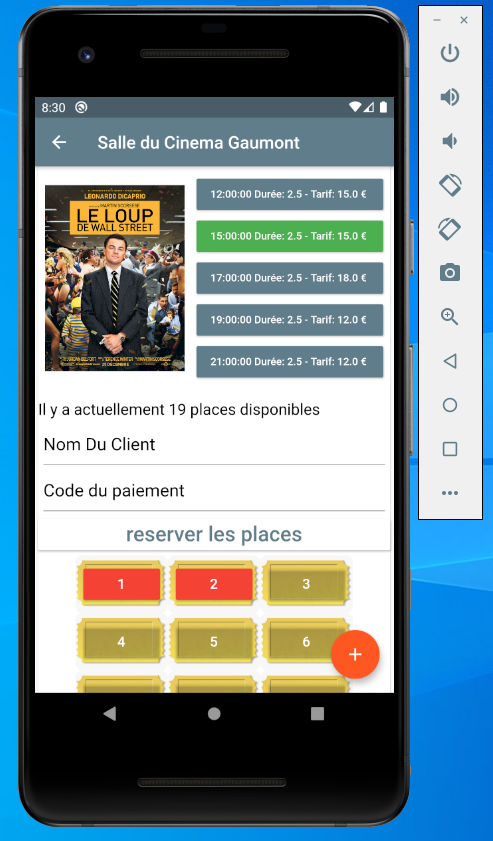 8:30
Salle du Cinema Gaumont
LEONARDO DICAPRIO
LE LOUP
DE WALL STREET
12:00:00 Durée: 2.5 - Tarif: 15.0 €
15:00:00 Durée: 2.5 - Tarif: 15.0 €
17:00:00 Durée: 2.5 - Tarif: 18.0 €
19:00:00 Durée: 2.5 - Tarif: 12.0 €
21:00:00 Durée: 2.5 - Tarif: 12.0 €
Il y a actuellement 19 places disponibles
Nom Du Client
Code du paiement
reserver les places
1 2 3
4 5 6
+